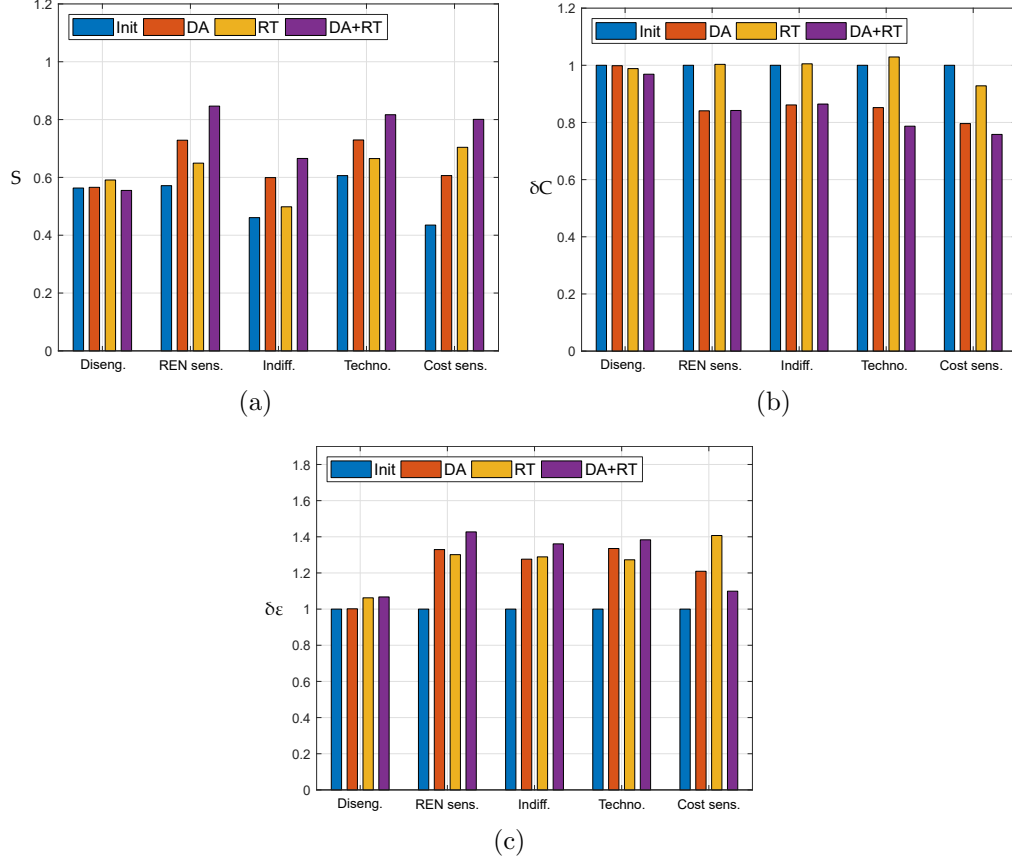 Init DA RT DA+RT
S
1.2
1
0.8
0.6
0.4
0.2
0
Diseng. REN sens. Indiff. Techno. Cost sens.
(a)
Init DA RT DA+RT
δC
1.2
1
0.8
0.6
0.4
0.2
0
Diseng. REN sens. Indiff. Techno. Cost sens.
(b)
Init DA RT DA+RT
δε
1.8
1.6
1.4
1.2
1
0.8
0.6
0.4
0.2
0
Diseng. REN sens. Indiff. Techno. Cost sens.
(c)